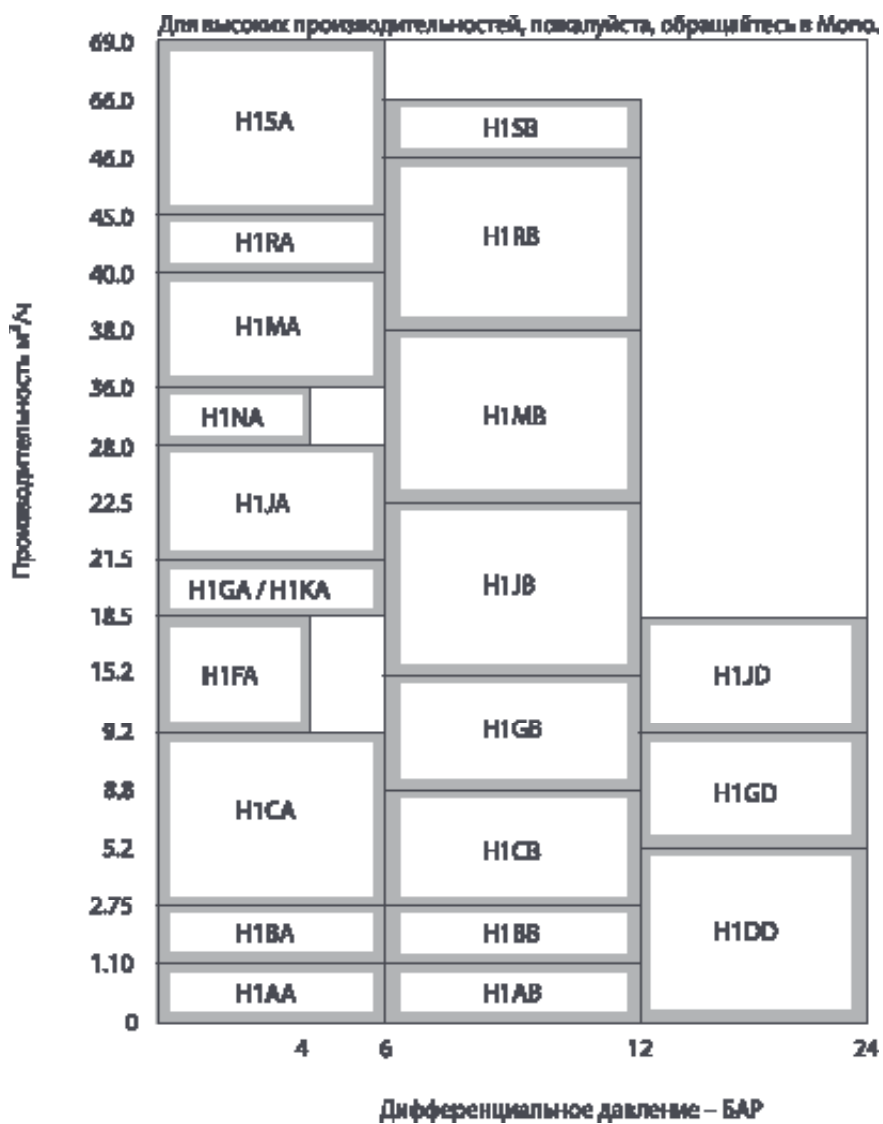 Для высоких производительностей, пожалуйста, обращайтесь в Mono.
69.0
66.0
46.0
45.0
40.0
38.0
36.0
28.0
22.5
21.5
18.5
15.2
9.2
8.8
5.2
2.75
1.10
0
Производительность м³/ч
H1SA
H1RA
H1MA
H1NA
H1JA
H1GA / H1KA
H1FA
H1CA
H1BA
H1AA
H1SB
H1RB
H1MB
H1JB
H1GB
H1CB
H1BB
H1AB
H1JD
H1GD
H1DD
4 6 12 24
Дифференциальное давление – БАР